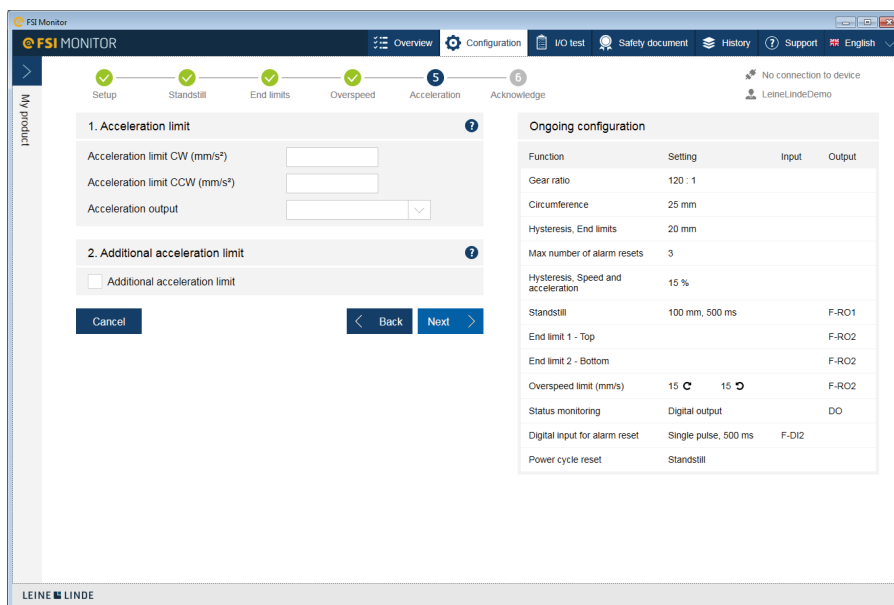 FSI Monitor
FSI MONITOR
Overview
Configuration
I/O test
Safety document
History
? Support
English
My product
Setup
Standstill
End limits
Overspeed
5
Acceleration
6
Acknowledge
No connection to device
LeineLindeDemo
1. Acceleration limit ?
Acceleration limit CW (mm/s²)
Acceleration limit CCW (mm/s²)
Acceleration output
2. Additional acceleration limit ?
Additional acceleration limit
Cancel
Back
Next
Ongoing configuration
Function Setting Input Output
Gear ratio 120 : 1
Circumference 25 mm
Hysteresis, End limits 20 mm
Max number of alarm resets 3
Hysteresis, Speed and
acceleration 15 %
Standstill 100 mm, 500 ms F-RO1
End limit 1 - Top F-RO2
End limit 2 - Bottom F-RO2
Overspeed limit (mm/s) 15 15 F-RO2
Status monitoring Digital output DO
Digital input for alarm reset Single pulse, 500 ms F-DI2
Power cycle reset Standstill
LEINE LINDE